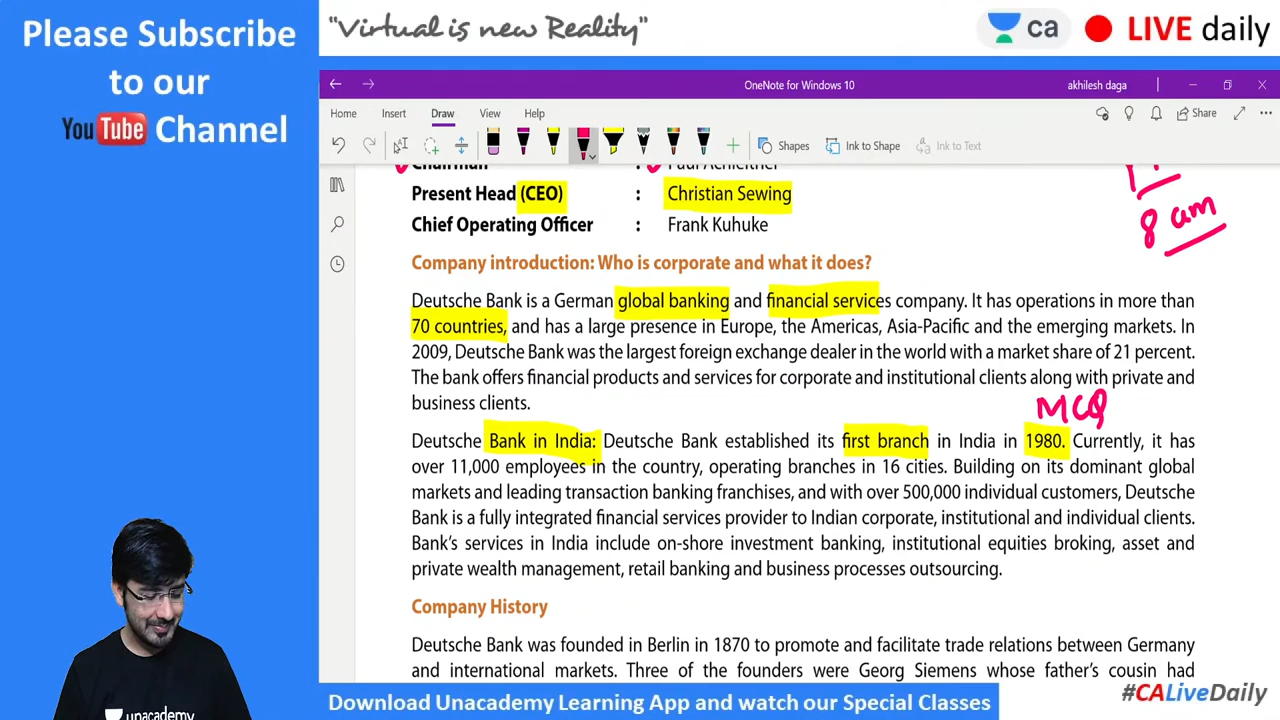 Please Subscribe
to our
YouTube Channel
"Virtual is new Reality"
ca
LIVE daily
OneNote for Windows 10
akhilesh daga
Home Insert Draw View Help
Share
Shapes
Ink to Shape
Ink to Text
Chairman : Paul Achleitner
Present Head (CEO) : Christian Sewing
8 am
Chief Operating Officer : Frank Kuhuke
Company introduction: Who is corporate and what it does?
Deutsche Bank is a German global banking and financial services company. It has operations in more than
70 countries, and has a large presence in Europe, the Americas, Asia-Pacific and the emerging markets. In
2009, Deutsche Bank was the largest foreign exchange dealer in the world with a market share of 21 percent.
The bank offers financial products and services for corporate and institutional clients along with private and
business clients.
MCQ
Deutsche Bank in India: Deutsche Bank established its first branch in India in 1980. Currently, it has
over 11,000 employees in the country, operating branches in 16 cities. Building on its dominant global
markets and leading transaction banking franchises, and with over 500,000 individual customers, Deutsche
Bank is a fully integrated financial services provider to Indian corporate, institutional and individual clients.
Bank's services in India include on-shore investment banking, institutional equities broking, asset and
private wealth management, retail banking and business processes outsourcing.
Company History
Deutsche Bank was founded in Berlin in 1870 to promote and facilitate trade relations between Germany
and international markets. Three of the founders were Georg Siemens whose father's cousin had
unacademy
Download Unacademy Learning App and watch our Special Classes
#CALiveDaily